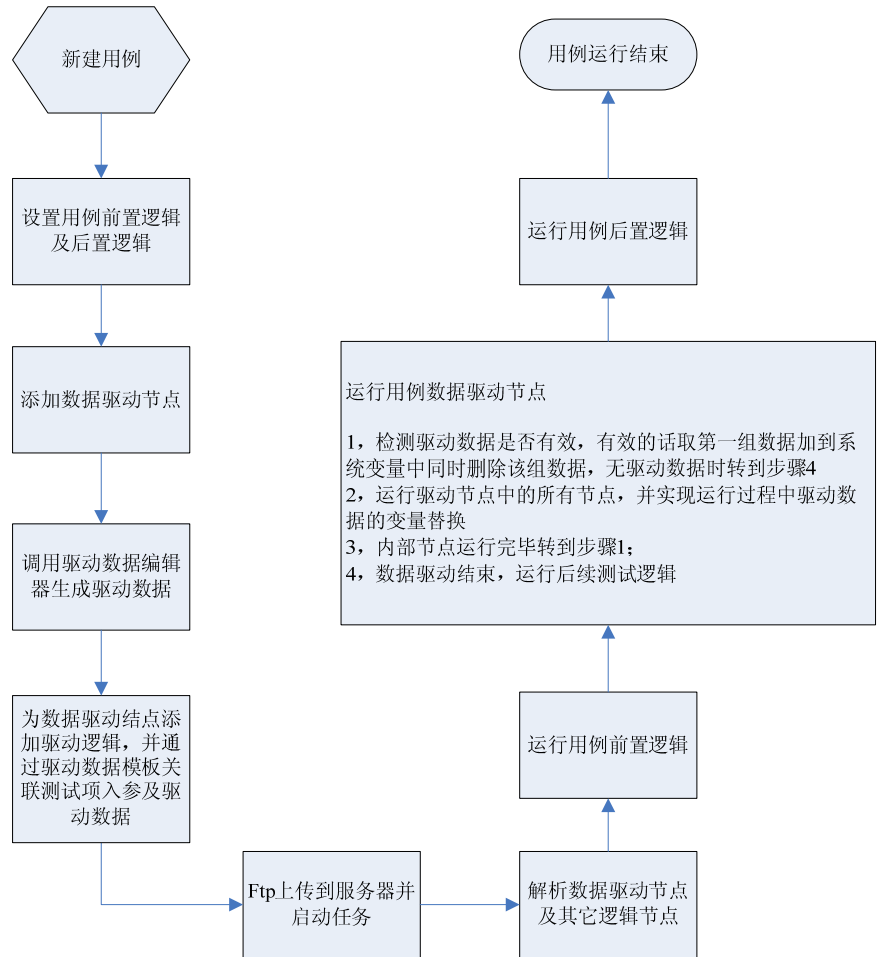 新建用例
设置用例前置逻辑
及后置逻辑
添加数据驱动节点
调用驱动数据编辑
器生成驱动数据
为数据驱动结点添
加驱动逻辑，并通
过驱动数据模板关
联测试项入参及驱
动数据
Ftp上传到服务器并
启动任务
解析数据驱动节点
及其它逻辑节点
运行用例前置逻辑
运行用例数据驱动节点
1，检测驱动数据是否有效，有效的话取第一组数据加到系
统变量中同时删除该组数据，无驱动数据时转到步骤4
2，运行驱动节点中的所有节点，并实现运行过程中驱动数
据的变量替换
3，内部节点运行完毕转到步骤1；
4，数据驱动结束，运行后续测试逻辑
运行用例后置逻辑
用例运行结束